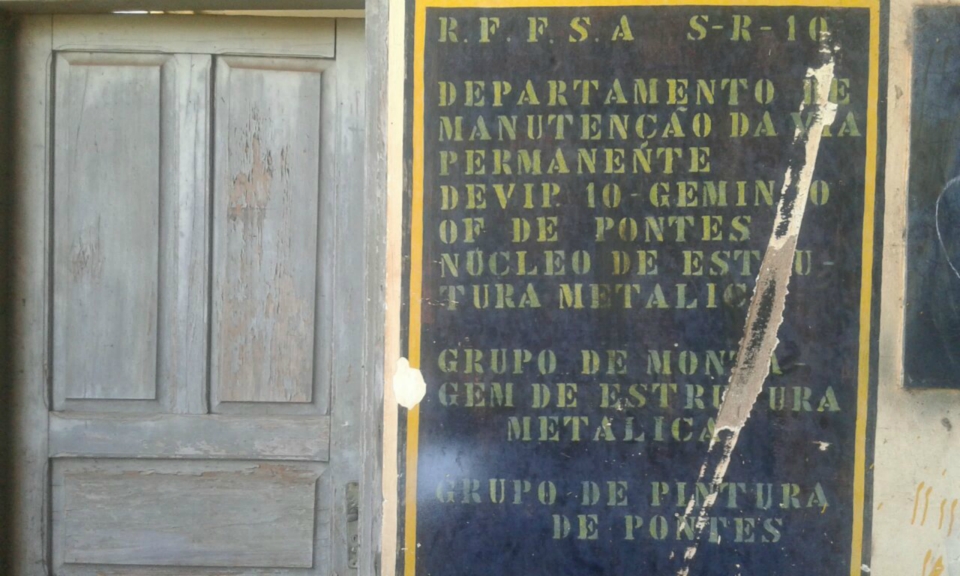 R.F.F.S.A S-R-10
DEPARTAMENTO DE
MANUTENÇÃO DA VIA
PERMANENTE
DEVIP. 10-GEMINO
OF DE PONTES
NÚCLEO DE ESTRU-
TURA METALICA
GRUPO DE MONTA-
GEM DE ESTRUTURA
METÁLICA
GRUPO DE PINTURA
DE PONTES